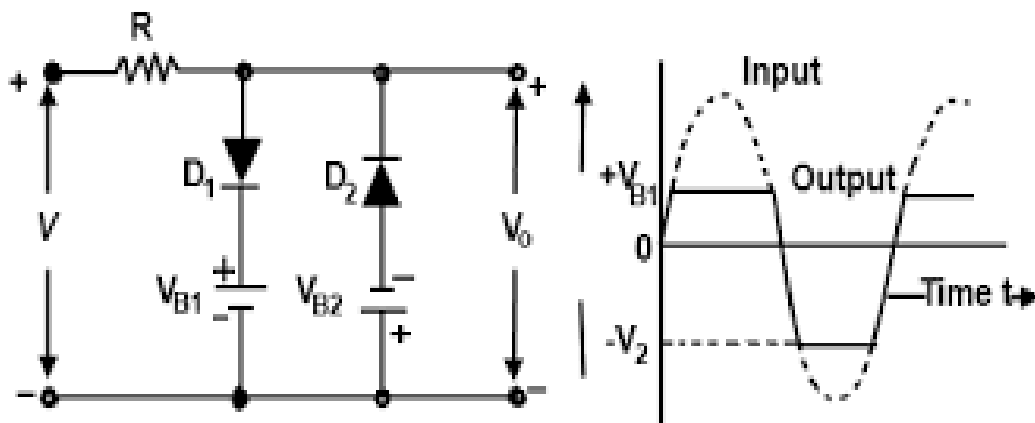 R
+
+
V
D1
D2
V0
+
VB1
-
-
VB2
+
-
-
Input
+VB1
Output
0
Time t
-V2